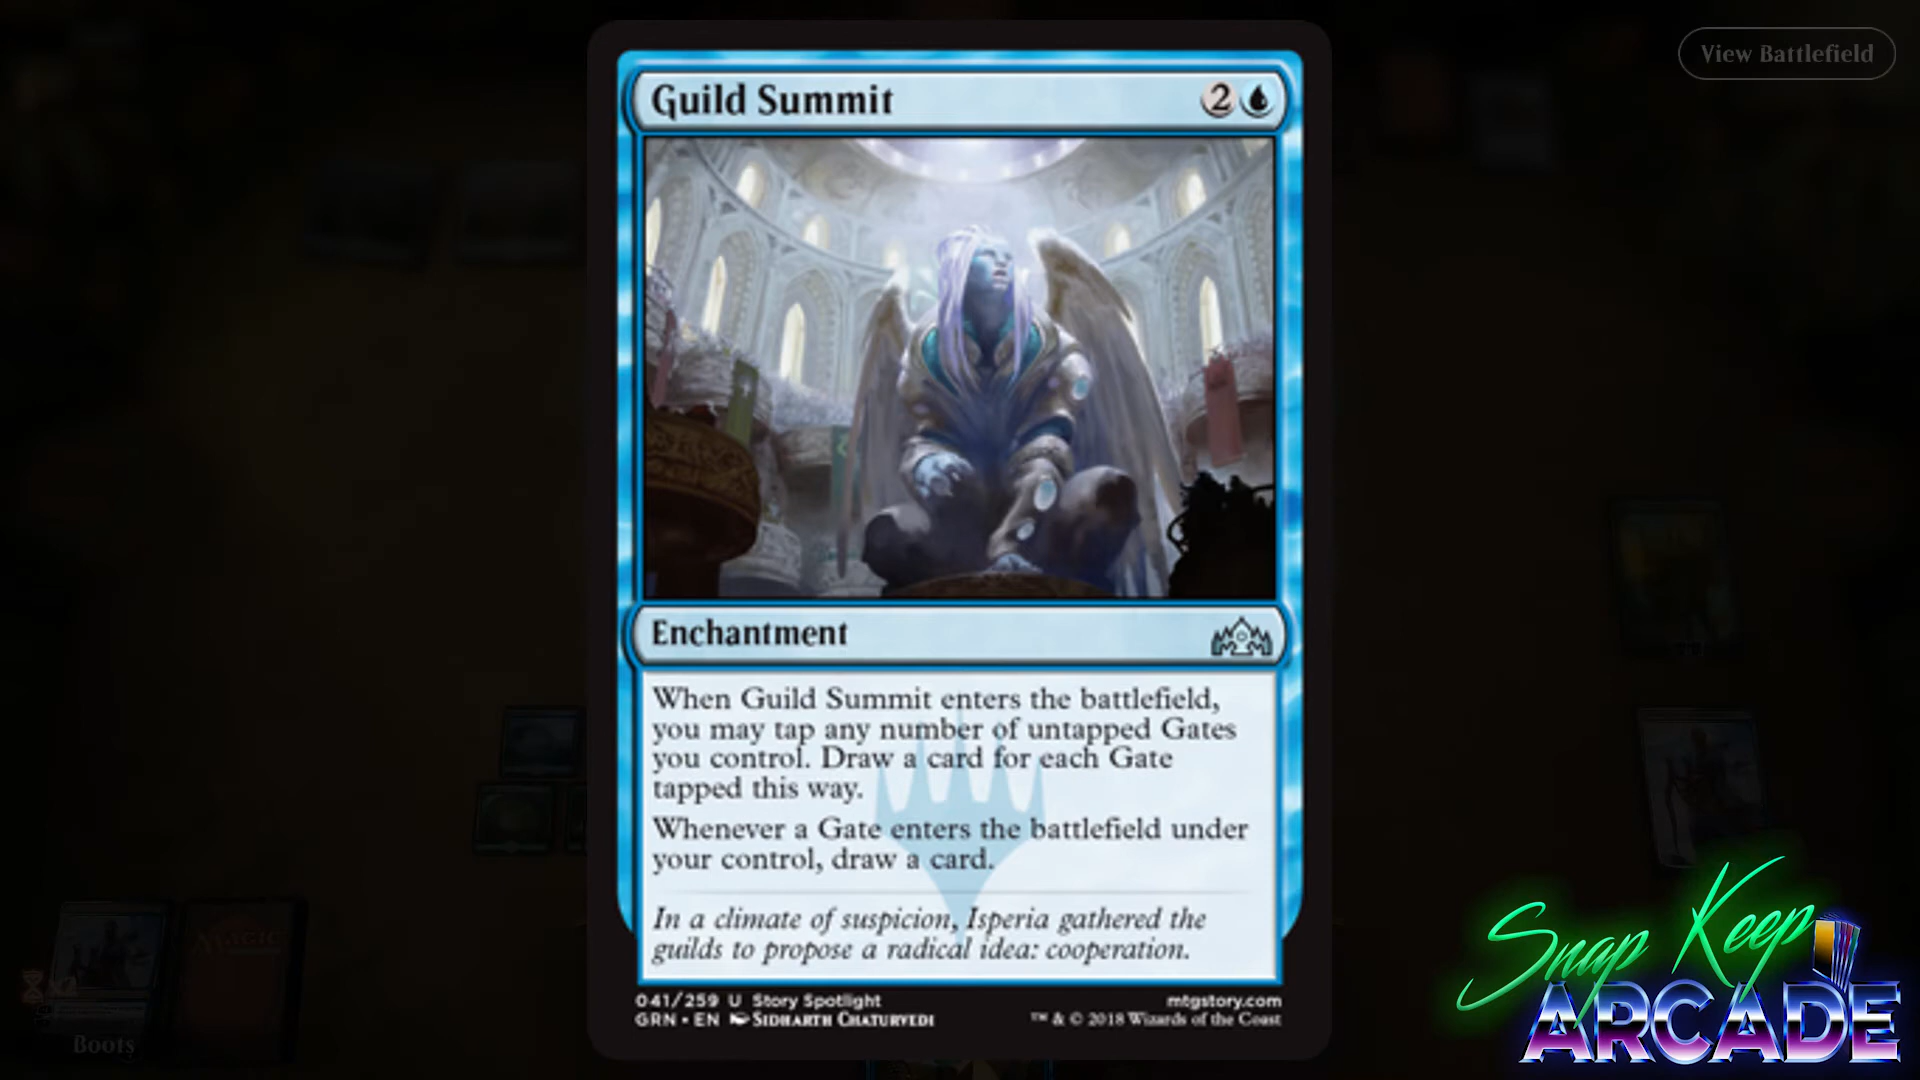 View Battlefield
Guild Summit
2
Enchantment
When Guild Summit enters the battlefield,
you may tap any number of untapped Gates
you control. Draw a card for each Gate
tapped this way.
Whenever a Gate enters the battlefield under
your control, draw a card.
In a climate of suspicion, Isperia gathered the
guilds to propose a radical idea: cooperation.
041/259 U Story Spotlight
mtgstory.com
GRN • EN Sidharth Chaturvedi
™ & © 2018 Wizards of the Coast
Magic
Boots
Snap Keep
ARCADE